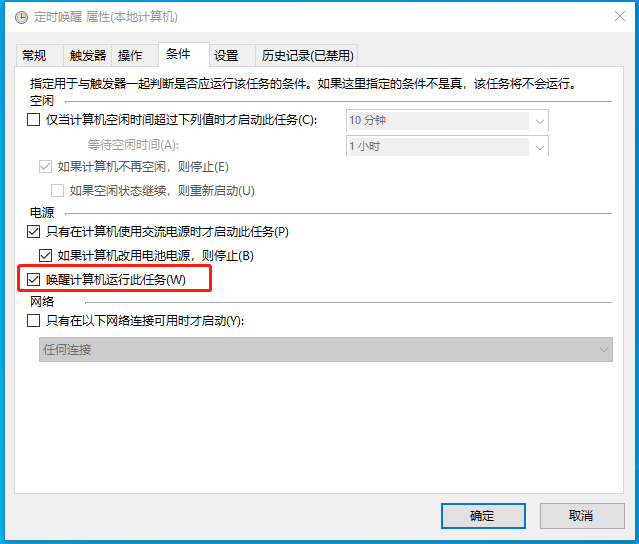 定时唤醒 属性(本地计算机)
常规 触发器 操作 条件 设置 历史记录(已禁用)
指定用于与触发器一起判断是否应运行该任务的条件。如果这里指定的条件不是真，该任务将不会运行。
空闲
仅当计算机空闲时间超过下列值时才启动此任务(C): 10 分钟
等待空闲时间(A): 1 小时
如果计算机不再空闲，则停止(E)
如果空闲状态继续，则重新启动(U)
电源
只有在计算机使用交流电源时才启动此任务(P)
如果计算机改用电池电源，则停止(B)
唤醒计算机运行此任务(W)
网络
只有在以下网络连接可用时才启动(Y):
任何连接
确定 取消